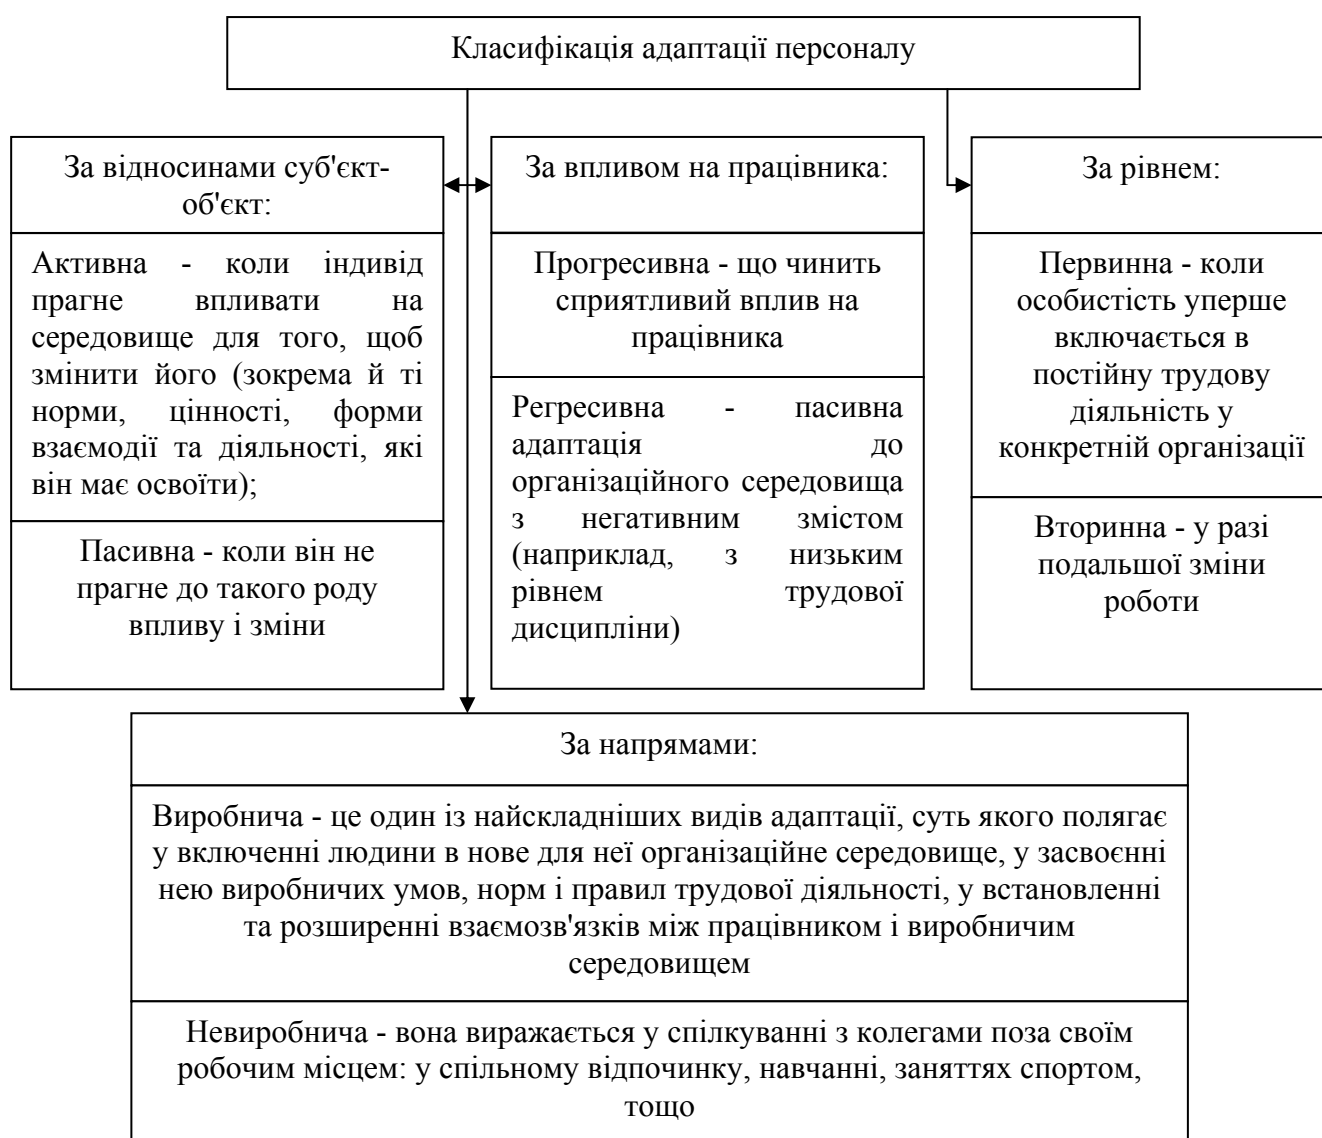 Класифікація адаптації персоналу
За відносинами суб'єкт-
об'єкт:
Активна - коли індивід
прагне впливати на
середовище для того, щоб
змінити його (зокрема й ті
норми, цінності, форми
взаємодії та діяльності, які
він має освоїти);
Пасивна - коли він не
прагне до такого роду
впливу і зміни
За впливом на працівника:
Прогресивна - що чинить
сприятливий вплив на
працівника
Регресивна - пасивна
адаптація до
організаційного середовища
з негативним змістом
(наприклад, з низьким
рівнем трудової
дисципліни)
За рівнем:
Первинна - коли
особистість уперше
включається в
постійну трудову
діяльність у
конкретній організації
Вторинна - у разі
подальшої зміни
роботи
За напрямами:
Виробнича - це один із найскладніших видів адаптації, суть якого полягає
у включенні людини в нове для неї організаційне середовище, у засвоєнні
нею виробничих умов, норм і правил трудової діяльності, у встановленні
та розширенні взаємозв'язків між працівником і виробничим
середовищем
Невиробнича - вона виражається у спілкуванні з колегами поза своїм
робочим місцем: у спільному відпочинку, навчанні, заняттях спортом,
тощо